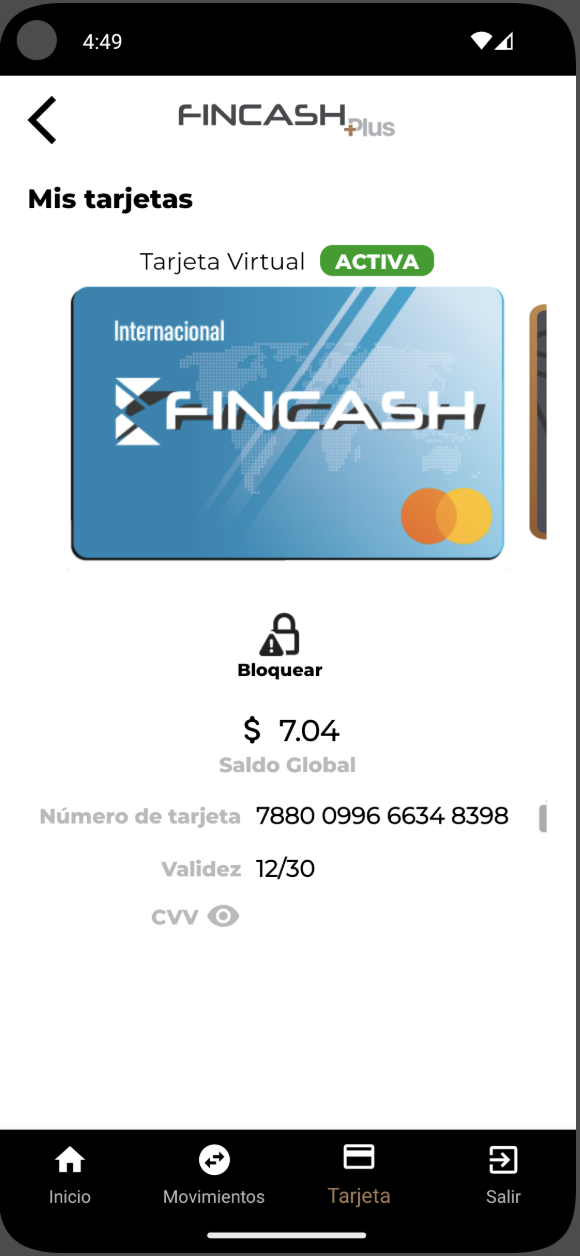 4:49
FINCASH
+Plus
Mis tarjetas
Tarjeta Virtual ACTIVA
Internacional
FINCASH
Bloquear
$ 7.04
Saldo Global
Número de tarjeta 7880 0996 6634 8398
Validez 12/30
CVV
Inicio Movimientos Tarjeta Salir